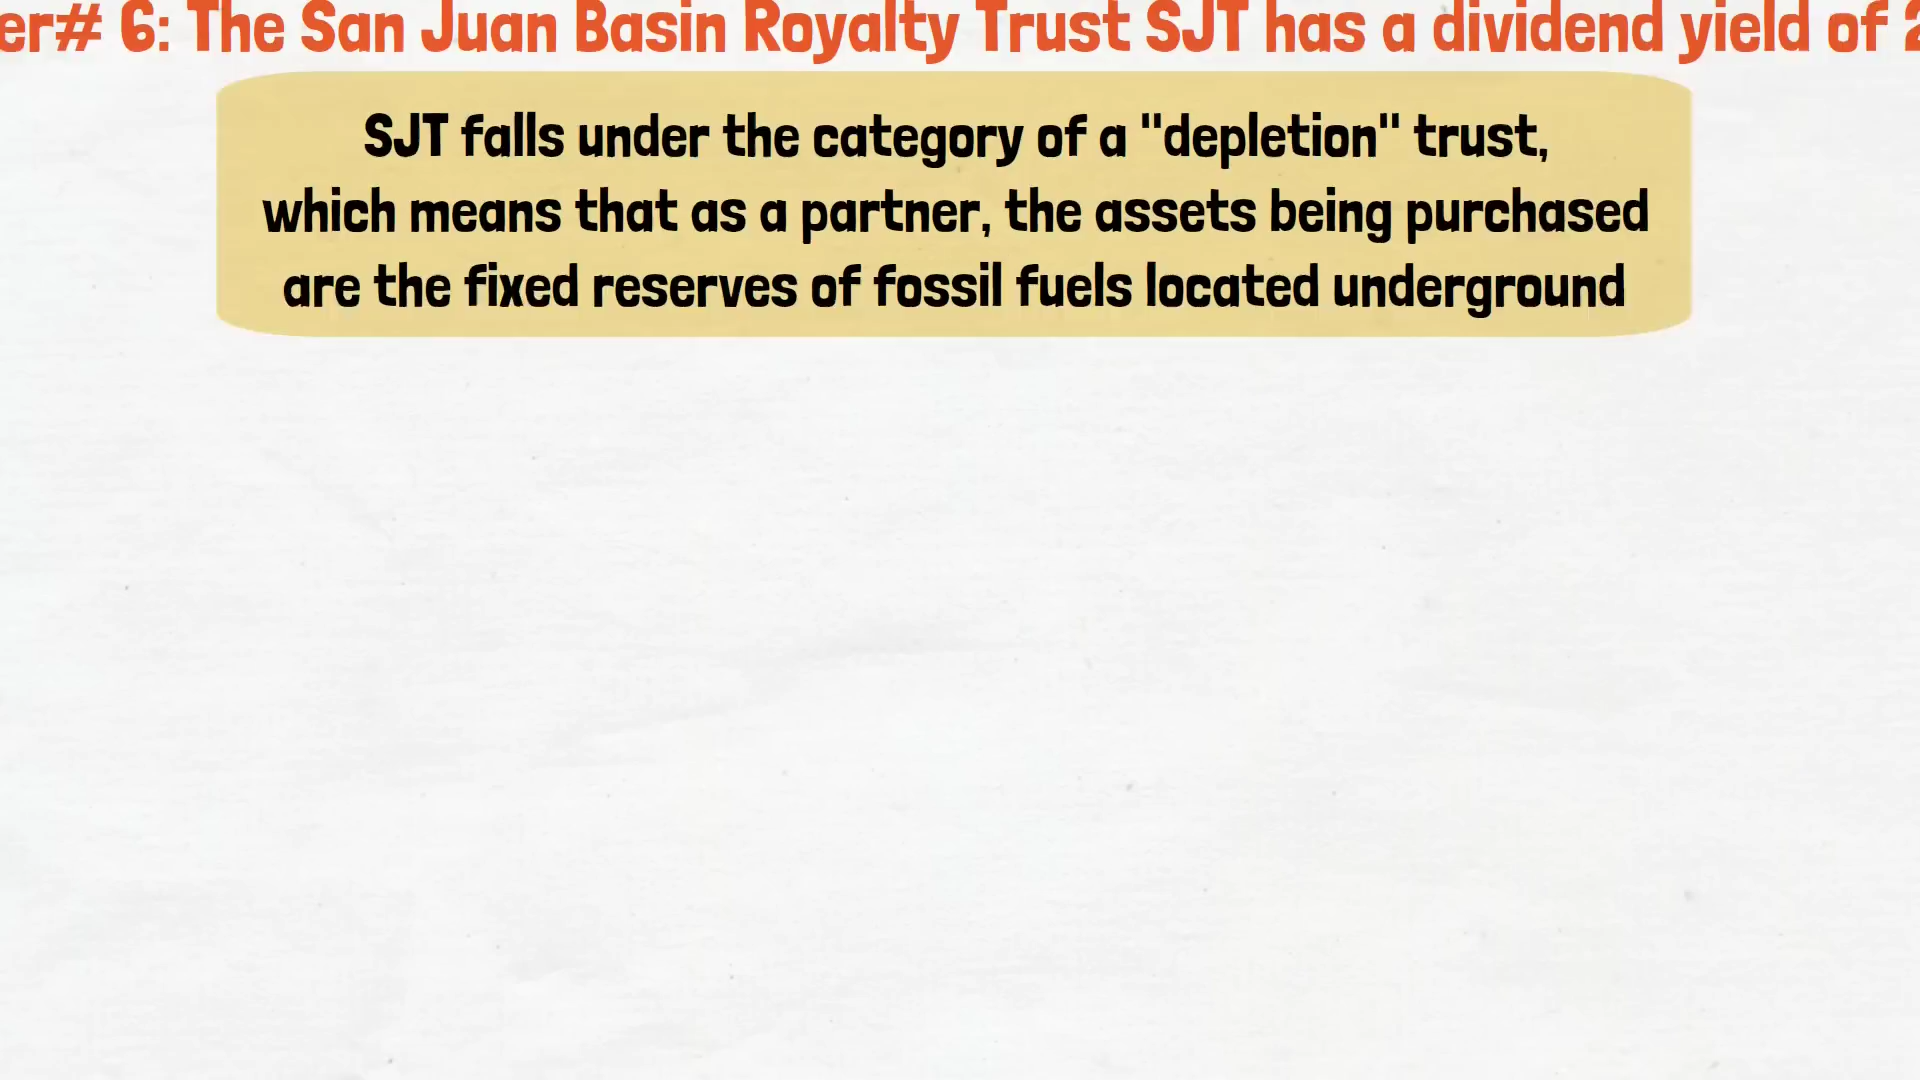 er# 6: The San Juan Basin Royalty Trust SJT has a dividend yield of 2
SJT falls under the category of a "depletion" trust,
which means that as a partner, the assets being purchased
are the fixed reserves of fossil fuels located underground